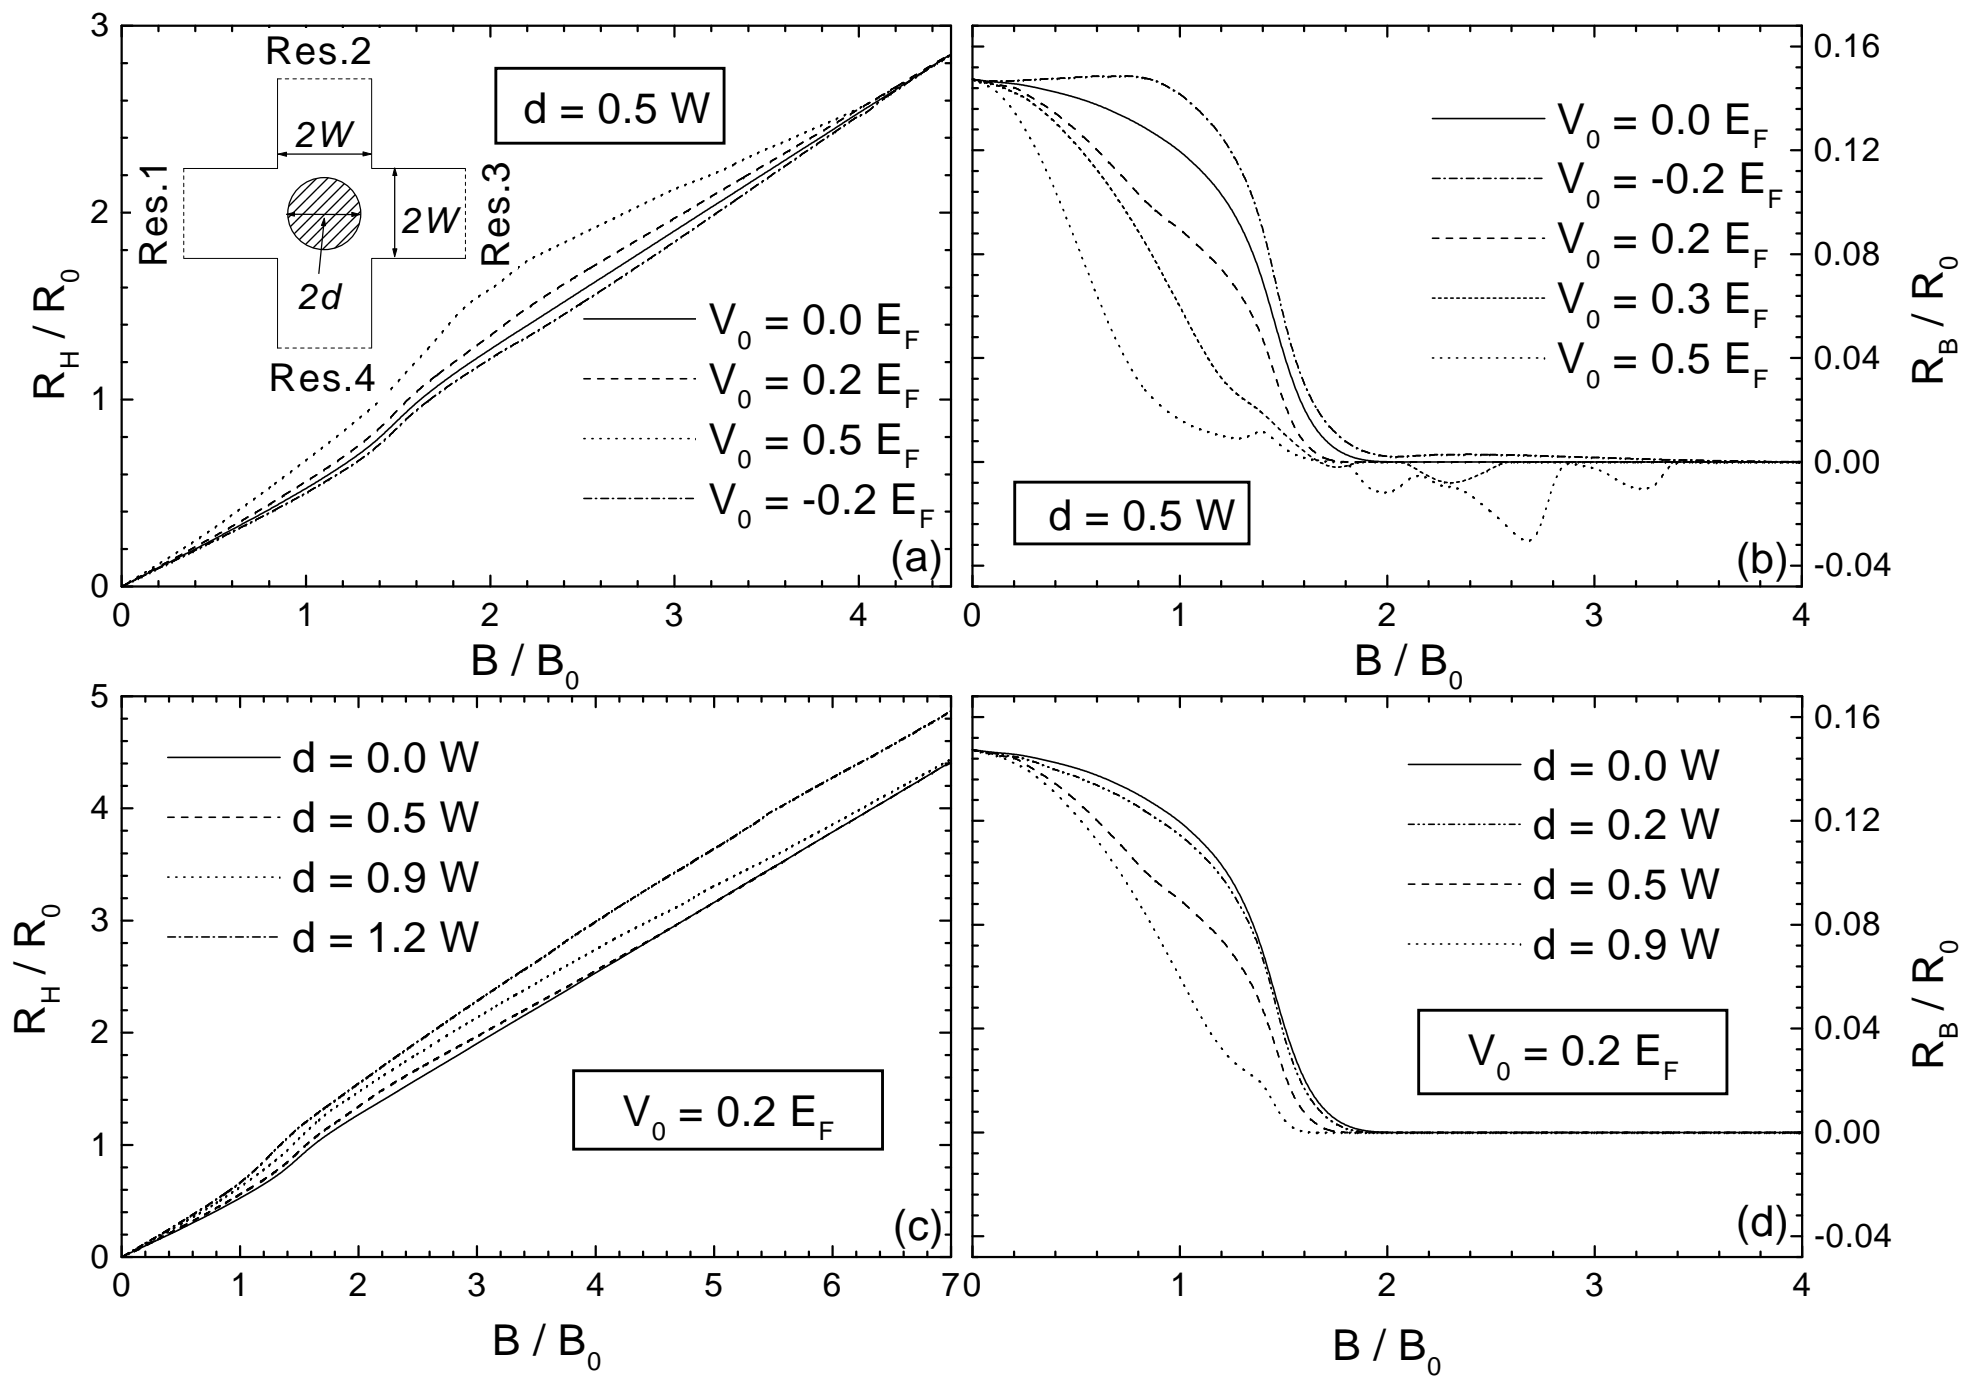 3
2
1
0
R_H / R_0
Res.2
2W
Res.1
2W
Res.3
2d
Res.4
d = 0.5 W
V_0 = 0.0 E_F
V_0 = 0.2 E_F
V_0 = 0.5 E_F
V_0 = -0.2 E_F
(a)
0 1 2 3 4
B / B_0
V_0 = 0.0 E_F
V_0 = -0.2 E_F
V_0 = 0.2 E_F
V_0 = 0.3 E_F
V_0 = 0.5 E_F
d = 0.5 W
(b)
0.16
0.12
0.08
0.04
0.00
-0.04
R_B / R_0
0 1 2 3 4
B / B_0
5
4
3
2
1
0
R_H / R_0
d = 0.0 W
d = 0.5 W
d = 0.9 W
d = 1.2 W
V_0 = 0.2 E_F
(c)
0 1 2 3 4 5 6 7
B / B_0
d = 0.0 W
d = 0.2 W
d = 0.5 W
d = 0.9 W
V_0 = 0.2 E_F
(d)
0.16
0.12
0.08
0.04
0.00
-0.04
R_B / R_0
0 1 2 3 4
B / B_0